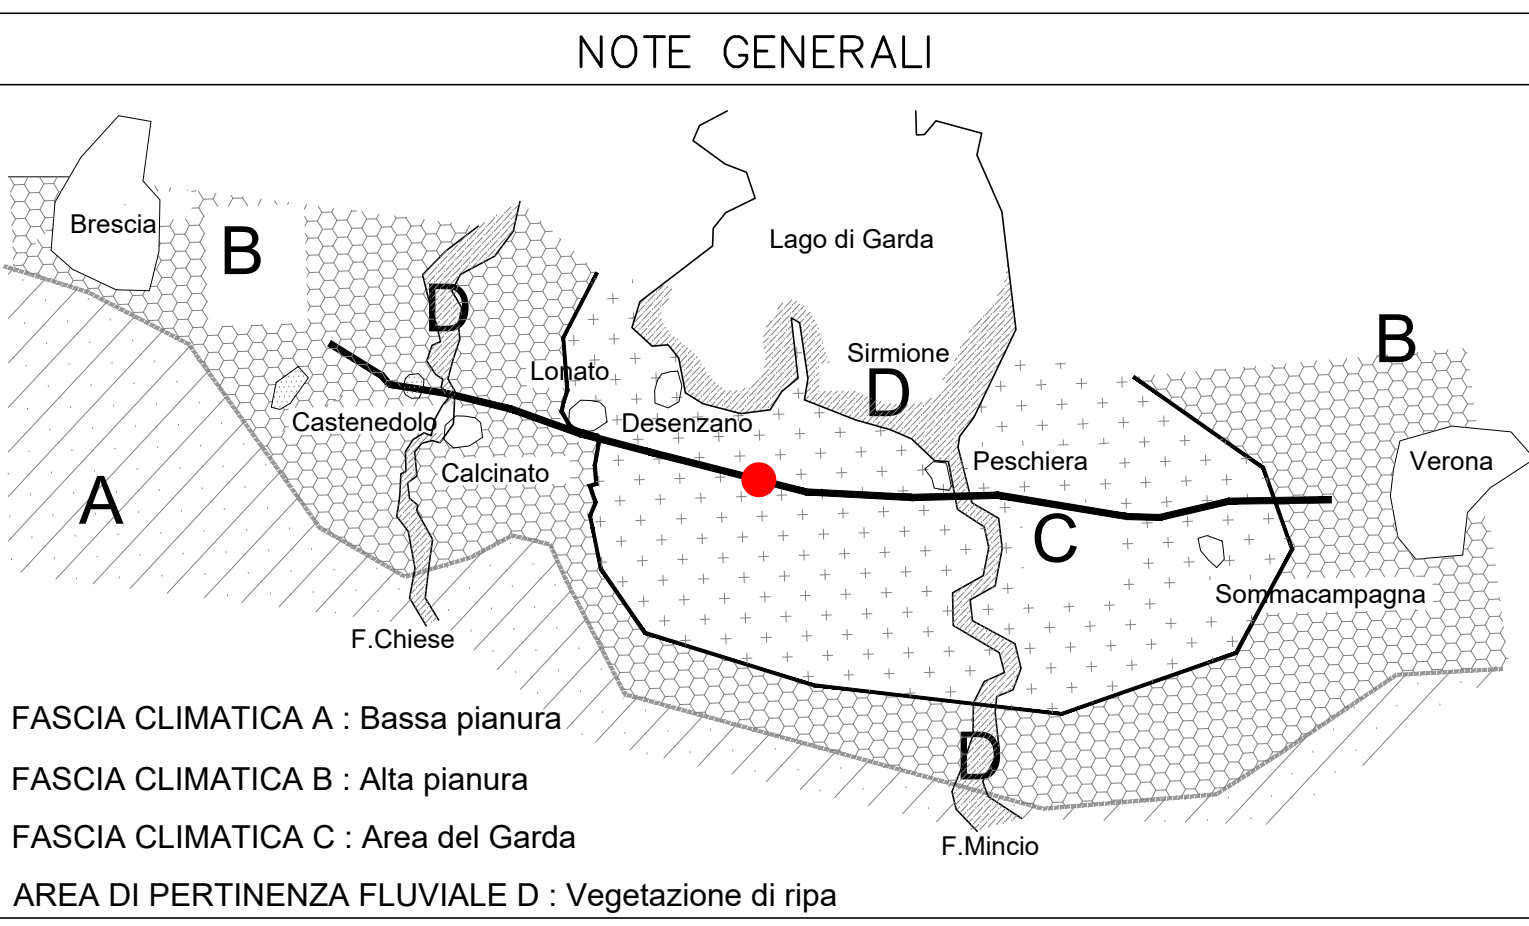 NOTE GENERALI
Brescia
B
Lago di Garda
D
B
Sirmione
Lonato
D
Castenedolo
Desenzano
Calcinato
Peschiera
Verona
A
C
Sommacampagna
F.Chiese
FASCIA CLIMATICA A : Bassa pianura
D
FASCIA CLIMATICA B : Alta pianura
FASCIA CLIMATICA C : Area del Garda
F.Mincio
AREA DI PERTINENZA FLUVIALE D : Vegetazione di ripa